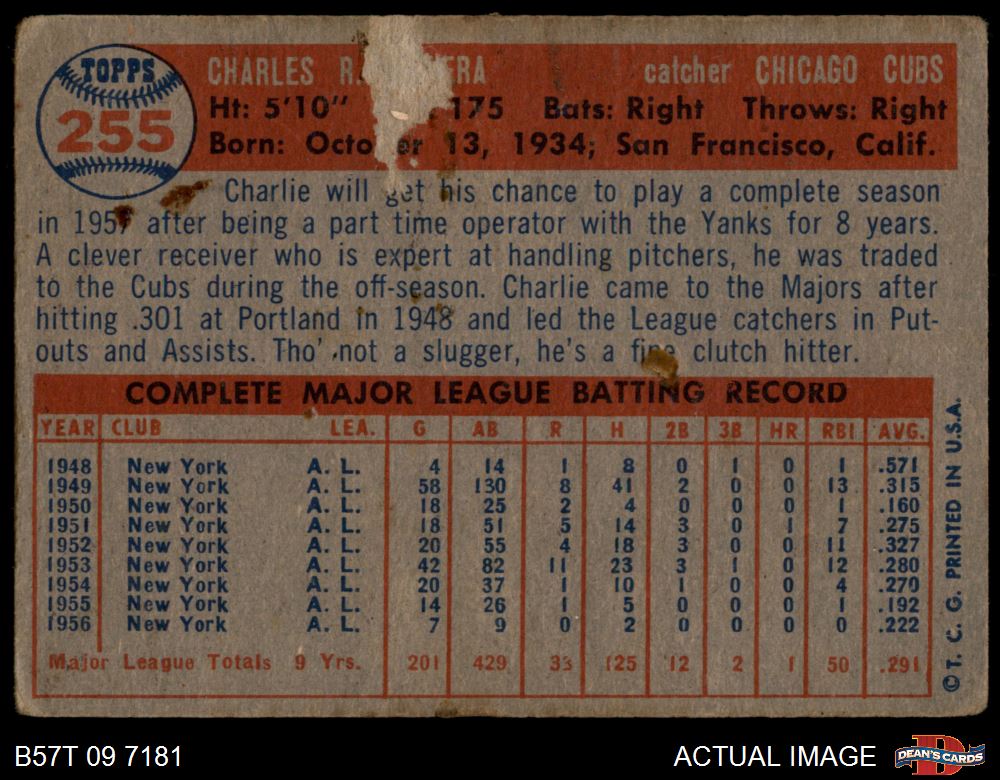 TOPPS
255
CHARLES R. catcher CHICAGO CUBS
Ht: 5'10" 175 Bats: Right Throws: Right
Born: October 13, 1934; San Francisco, Calif.
Charlie will get his chance to play a complete season
in 1957 after being a part time operator with the Yanks for 8 years.
A clever receiver who is expert at handling pitchers, he was traded
to the Cubs during the off-season. Charlie came to the Majors after
hitting .301 at Portland in 1948 and led the League catchers in Put-
outs and Assists. Tho' not a slugger, he's a fine clutch hitter.
COMPLETE MAJOR LEAGUE BATTING RECORD
YEAR CLUB LEA. G AB R H 2B 3B HR RBI AVG.
1948 New York A. L. 4 14 1 8 0 1 0 1 .571
1949 New York A. L. 58 130 8 41 2 0 0 13 .315
1950 New York A. L. 18 25 2 4 0 0 0 1 .160
1951 New York A. L. 18 51 5 14 3 0 1 7 .275
1952 New York A. L. 20 55 4 18 3 0 0 11 .327
1953 New York A. L. 42 82 11 23 3 1 0 12 .280
1954 New York A. L. 20 37 1 10 1 0 0 4 .270
1955 New York A. L. 14 26 1 5 0 0 0 1 .192
1956 New York A. L. 7 9 0 2 0 0 0 0 .222
Major League Totals 9 Yrs. 201 429 33 125 12 2 1 50 .291
©T. C. G. PRINTED IN U.S.A.
B57T 09 7181 ACTUAL IMAGE
DEAN'S CARDS